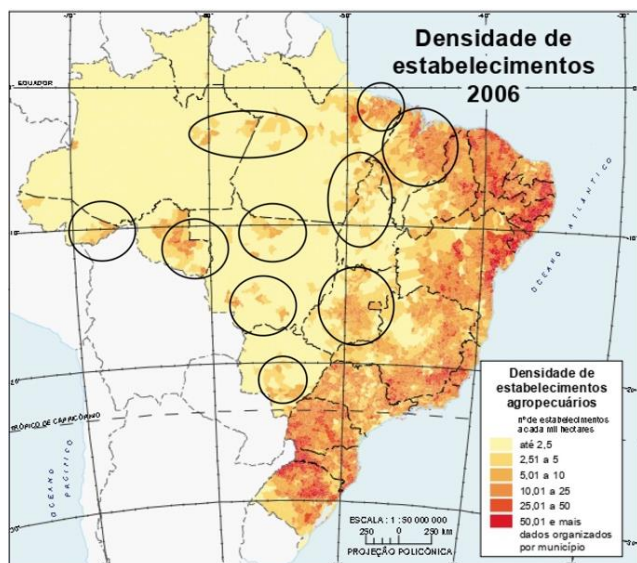 Densidade de
estabelecimentos
2006
EQUADOR
OCEANO ATLÂNTICO
TRÓPICO DE CAPRICÓRNIO
OCEANO
PACÍFICO
Densidade de
estabelecimentos
agropecuários
nº de estabelecimentos
a cada mil hectares
até 2,5
2,51 a 5
5,01 a 10
10,01 a 25
25,01 a 50
50,01 e mais
dados organizados
por município
ESCALA : 1 : 50 000 000
250 0 250 km
PROJEÇÃO POLICÔNICA